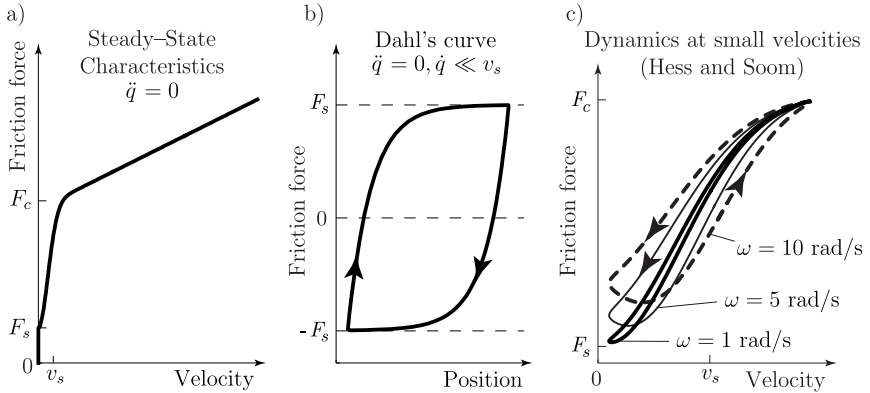 a)
Steady–State
Characteristics
q̈ = 0
Friction force
F_c
F_s
0
v_s
Velocity
b)
Dahl's curve
q̈ = 0, q̇ ≪ v_s
Friction force
F_s
0
-F_s
Position
c)
Dynamics at small velocities
(Hess and Soom)
Friction force
F_c
ω = 10 rad/s
ω = 5 rad/s
ω = 1 rad/s
F_s
0
v_s
Velocity